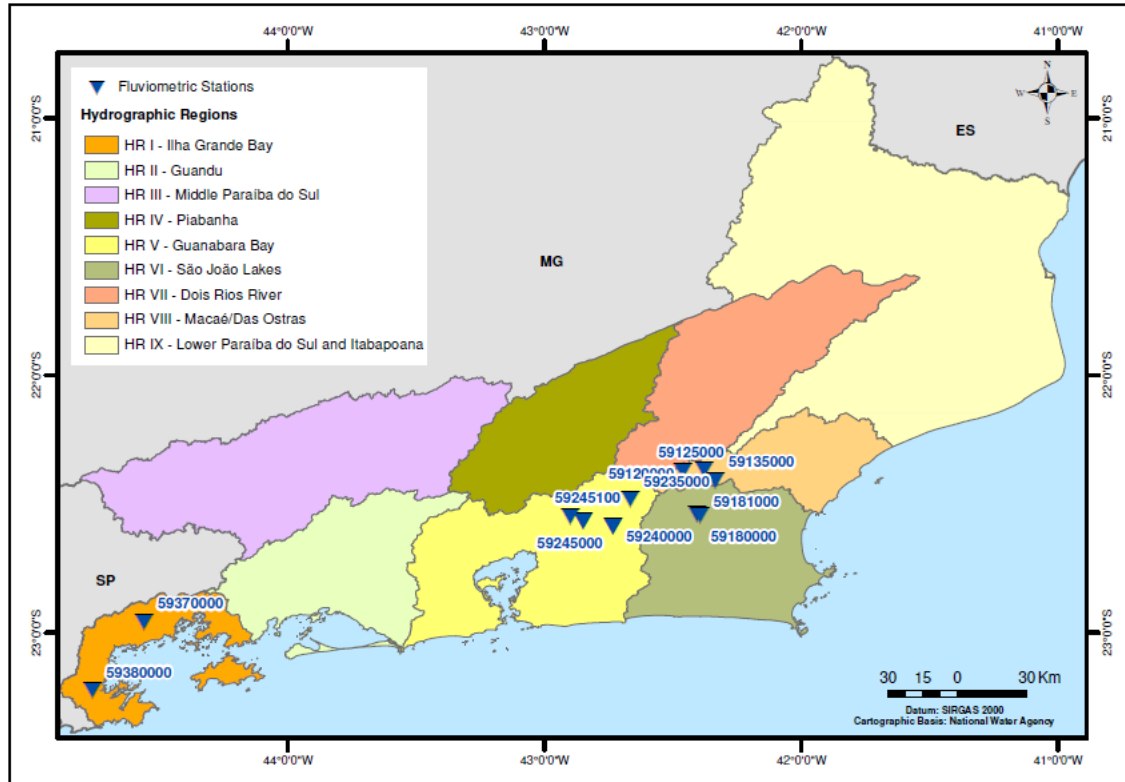 44°0'0"W 43°0'0"W 42°0'0"W 41°0'0"W
Fluviometric Stations
Hydrographic Regions
HR I - Ilha Grande Bay
HR II - Guandu
HR III - Middle Paraíba do Sul
HR IV - Piabanha
HR V - Guanabara Bay
HR VI - São João Lakes
HR VII - Dois Rios River
HR VIII - Macaé/Das Ostras
HR IX - Lower Paraíba do Sul and Itabapoana
N
W E
S
21°0'0"S 21°0'0"S
ES
MG
22°0'0"S 22°0'0"S
59125000
59135000
59120000
59235000
59245100
59181000
59240000
59180000
59245000
SP
59370000
23°0'0"S 23°0'0"S
59380000
30 15 0 30 Km
Datum: SIRGAS 2000
Cartographic Basis: National Water Agency
44°0'0"W 43°0'0"W 42°0'0"W 41°0'0"W